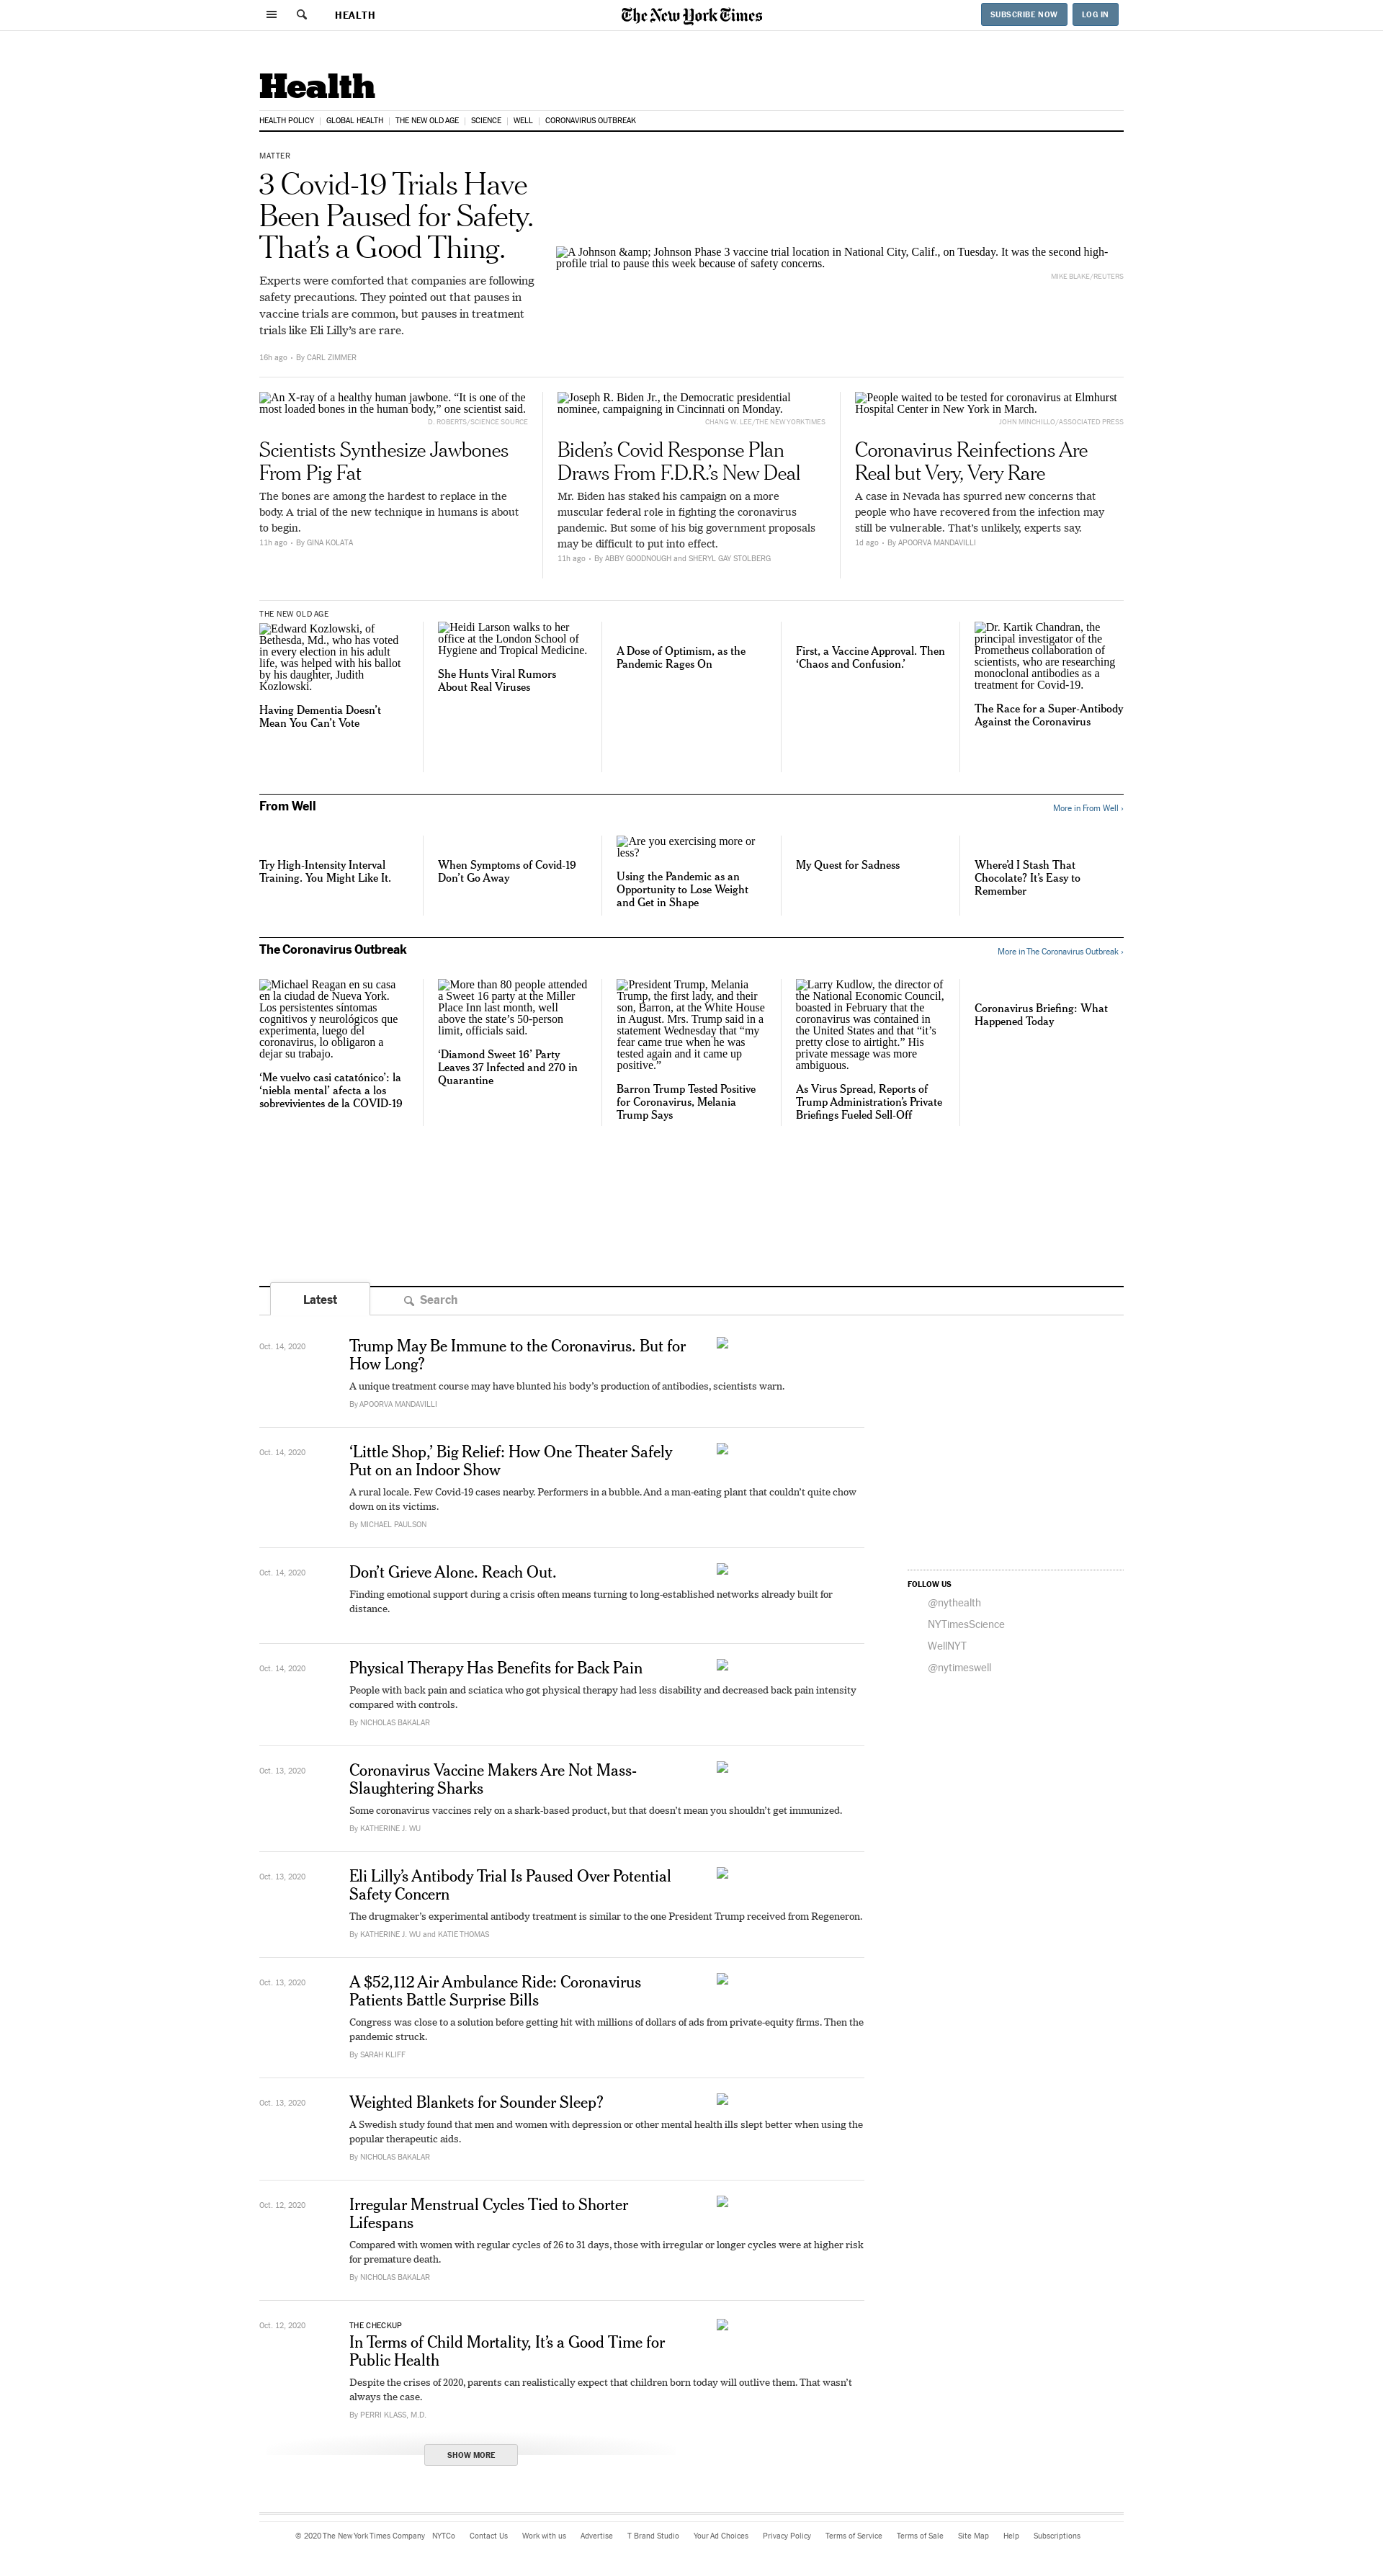 HEALTH
The New York Times
SUBSCRIBE NOW
LOG IN
Health
HEALTH POLICY
GLOBAL HEALTH
THE NEW OLD AGE
SCIENCE
WELL
CORONAVIRUS OUTBREAK
MATTER
3 Covid-19 Trials Have
Been Paused for Safety.
That’s a Good Thing.
Experts were comforted that companies are following
safety precautions. They pointed out that pauses in
vaccine trials are common, but pauses in treatment
trials like Eli Lilly’s are rare.
16h ago • By CARL ZIMMER
A Johnson &amp; Johnson Phase 3 vaccine trial location in National City, Calif., on Tuesday. It was the second high-
profile trial to pause this week because of safety concerns.
MIKE BLAKE/REUTERS
An X-ray of a healthy human jawbone. “It is one of the
most loaded bones in the human body,” one scientist said.
D. ROBERTS/SCIENCE SOURCE
Scientists Synthesize Jawbones
From Pig Fat
The bones are among the hardest to replace in the
body. A trial of the new technique in humans is about
to begin.
11h ago • By GINA KOLATA
Joseph R. Biden Jr., the Democratic presidential
nominee, campaigning in Cincinnati on Monday.
CHANG W. LEE/THE NEW YORK TIMES
Biden’s Covid Response Plan
Draws From F.D.R.’s New Deal
Mr. Biden has staked his campaign on a more
muscular federal role in fighting the coronavirus
pandemic. But some of his big government proposals
may be difficult to put into effect.
11h ago • By ABBY GOODNOUGH and SHERYL GAY STOLBERG
People waited to be tested for coronavirus at Elmhurst
Hospital Center in New York in March.
JOHN MINCHILLO/ASSOCIATED PRESS
Coronavirus Reinfections Are
Real but Very, Very Rare
A case in Nevada has spurred new concerns that
people who have recovered from the infection may
still be vulnerable. That’s unlikely, experts say.
1d ago • By APOORVA MANDAVILLI
THE NEW OLD AGE
Edward Kozlowski, of
Bethesda, Md., who has voted
in every election in his adult
life, was helped with his ballot
by his daughter, Judith
Kozlowski.
Having Dementia Doesn’t
Mean You Can’t Vote
Heidi Larson walks to her
office at the London School of
Hygiene and Tropical Medicine.
She Hunts Viral Rumors
About Real Viruses
A Dose of Optimism, as the
Pandemic Rages On
First, a Vaccine Approval. Then
‘Chaos and Confusion.’
Dr. Kartik Chandran, the
principal investigator of the
Prometheus collaboration of
scientists, who are researching
monoclonal antibodies as a
treatment for Covid-19.
The Race for a Super-Antibody
Against the Coronavirus
From Well
More in From Well ›
Try High-Intensity Interval
Training. You Might Like It.
When Symptoms of Covid-19
Don’t Go Away
Are you exercising more or
less?
Using the Pandemic as an
Opportunity to Lose Weight
and Get in Shape
My Quest for Sadness
Where’d I Stash That
Chocolate? It’s Easy to
Remember
The Coronavirus Outbreak
More in The Coronavirus Outbreak ›
Michael Reagan en su casa
en la ciudad de Nueva York.
Los persistentes síntomas
cognitivos y neurológicos que
experimenta, luego del
coronavirus, lo obligaron a
dejar su trabajo.
‘Me vuelvo casi catatónico’: la
‘niebla mental’ afecta a los
sobrevivientes de la COVID-19
More than 80 people attended
a Sweet 16 party at the Miller
Place Inn last month, well
above the state’s 50-person
limit, officials said.
‘Diamond Sweet 16’ Party
Leaves 37 Infected and 270 in
Quarantine
President Trump, Melania
Trump, the first lady, and their
son, Barron, at the White House
in August. Mrs. Trump said in a
statement Wednesday that “my
fear came true when he was
tested again and it came up
positive.”
Barron Trump Tested Positive
for Coronavirus, Melania
Trump Says
Larry Kudlow, the director of
the National Economic Council,
boasted in February that the
coronavirus was contained in
the United States and that “it’s
pretty close to airtight.” His
private message was more
ambiguous.
As Virus Spread, Reports of
Trump Administration’s Private
Briefings Fueled Sell-Off
Coronavirus Briefing: What
Happened Today
Latest
Search
Oct. 14, 2020
Trump May Be Immune to the Coronavirus. But for
How Long?
A unique treatment course may have blunted his body’s production of antibodies, scientists warn.
By APOORVA MANDAVILLI
Oct. 14, 2020
‘Little Shop,’ Big Relief: How One Theater Safely
Put on an Indoor Show
A rural locale. Few Covid-19 cases nearby. Performers in a bubble. And a man-eating plant that couldn’t quite chow
down on its victims.
By MICHAEL PAULSON
Oct. 14, 2020
Don’t Grieve Alone. Reach Out.
Finding emotional support during a crisis often means turning to long-established networks already built for
distance.
Oct. 14, 2020
Physical Therapy Has Benefits for Back Pain
People with back pain and sciatica who got physical therapy had less disability and decreased back pain intensity
compared with controls.
By NICHOLAS BAKALAR
Oct. 13, 2020
Coronavirus Vaccine Makers Are Not Mass-
Slaughtering Sharks
Some coronavirus vaccines rely on a shark-based product, but that doesn’t mean you shouldn’t get immunized.
By KATHERINE J. WU
Oct. 13, 2020
Eli Lilly’s Antibody Trial Is Paused Over Potential
Safety Concern
The drugmaker’s experimental antibody treatment is similar to the one President Trump received from Regeneron.
By KATHERINE J. WU and KATIE THOMAS
Oct. 13, 2020
A $52,112 Air Ambulance Ride: Coronavirus
Patients Battle Surprise Bills
Congress was close to a solution before getting hit with millions of dollars of ads from private-equity firms. Then the
pandemic struck.
By SARAH KLIFF
Oct. 13, 2020
Weighted Blankets for Sounder Sleep?
A Swedish study found that men and women with depression or other mental health ills slept better when using the
popular therapeutic aids.
By NICHOLAS BAKALAR
Oct. 12, 2020
Irregular Menstrual Cycles Tied to Shorter
Lifespans
Compared with women with regular cycles of 26 to 31 days, those with irregular or longer cycles were at higher risk
for premature death.
By NICHOLAS BAKALAR
Oct. 12, 2020
THE CHECKUP
In Terms of Child Mortality, It’s a Good Time for
Public Health
Despite the crises of 2020, parents can realistically expect that children born today will outlive them. That wasn’t
always the case.
By PERRI KLASS, M.D.
SHOW MORE
FOLLOW US
@nythealth
NYTimesScience
WellNYT
@nytimeswell
© 2020 The New York Times Company
NYTCo
Contact Us
Work with us
Advertise
T Brand Studio
Your Ad Choices
Privacy Policy
Terms of Service
Terms of Sale
Site Map
Help
Subscriptions